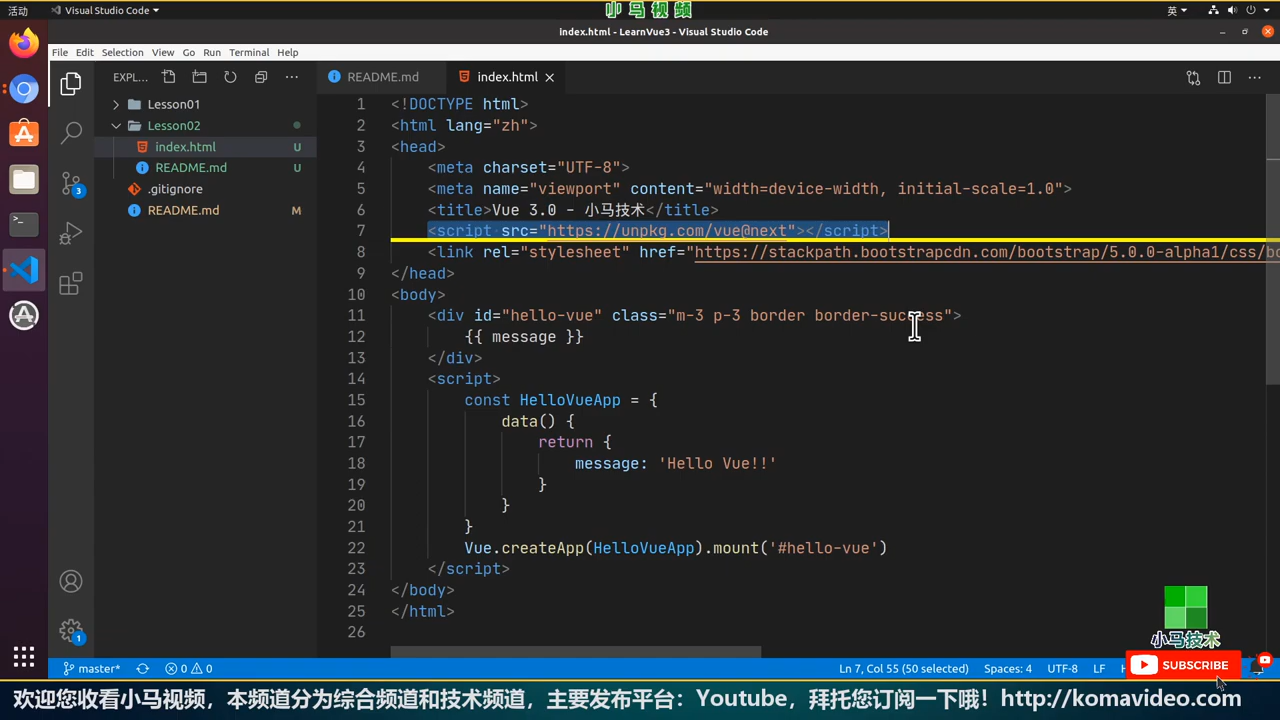 活动
Visual Studio Code
小马视频
英
index.html - LearnVue3 - Visual Studio Code
File Edit Selection View Go Run Terminal Help
EXPL...
README.md
index.html
Lesson01
Lesson02
index.html U
README.md U
.gitignore
README.md M
3
1
1 <!DOCTYPE html>
2 <html lang="zh">
3 <head>
4 <meta charset="UTF-8">
5 <meta name="viewport" content="width=device-width, initial-scale=1.0">
6 <title>Vue 3.0 - 小马技术</title>
7 <script src="https://unpkg.com/vue@next"></script>
8 <link rel="stylesheet" href="https://stackpath.bootstrapcdn.com/bootstrap/5.0.0-alpha1/css/bo
9 </head>
10 <body>
11 <div id="hello-vue" class="m-3 p-3 border border-success">
12 {{ message }}
13 </div>
14 <script>
15 const HelloVueApp = {
16 data() {
17 return {
18 message: 'Hello Vue!!'
19 }
20 }
21 }
22 Vue.createApp(HelloVueApp).mount('#hello-vue')
23 </script>
24 </body>
25 </html>
26
小马技术
SUBSCRIBE
master* 0 0 Ln 7, Col 55 (50 selected) Spaces: 4 UTF-8 LF
欢迎您收看小马视频，本频道分为综合频道和技术频道，主要发布平台：Youtube，拜托您订阅一下哦！http://komavideo.com